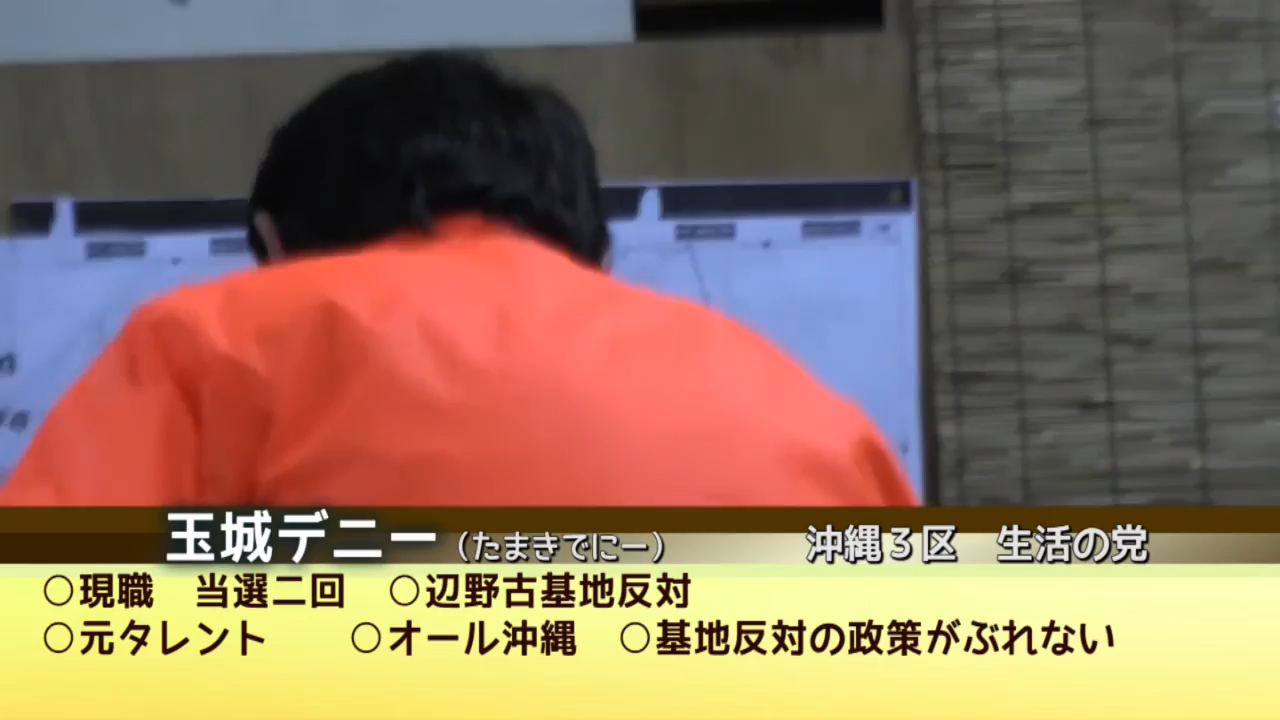 玉城デニー（たまきでにー）　沖縄３区　生活の党
○現職　当選二回　○辺野古基地反対
○元タレント　○オール沖縄　○基地反対の政策がぶれない